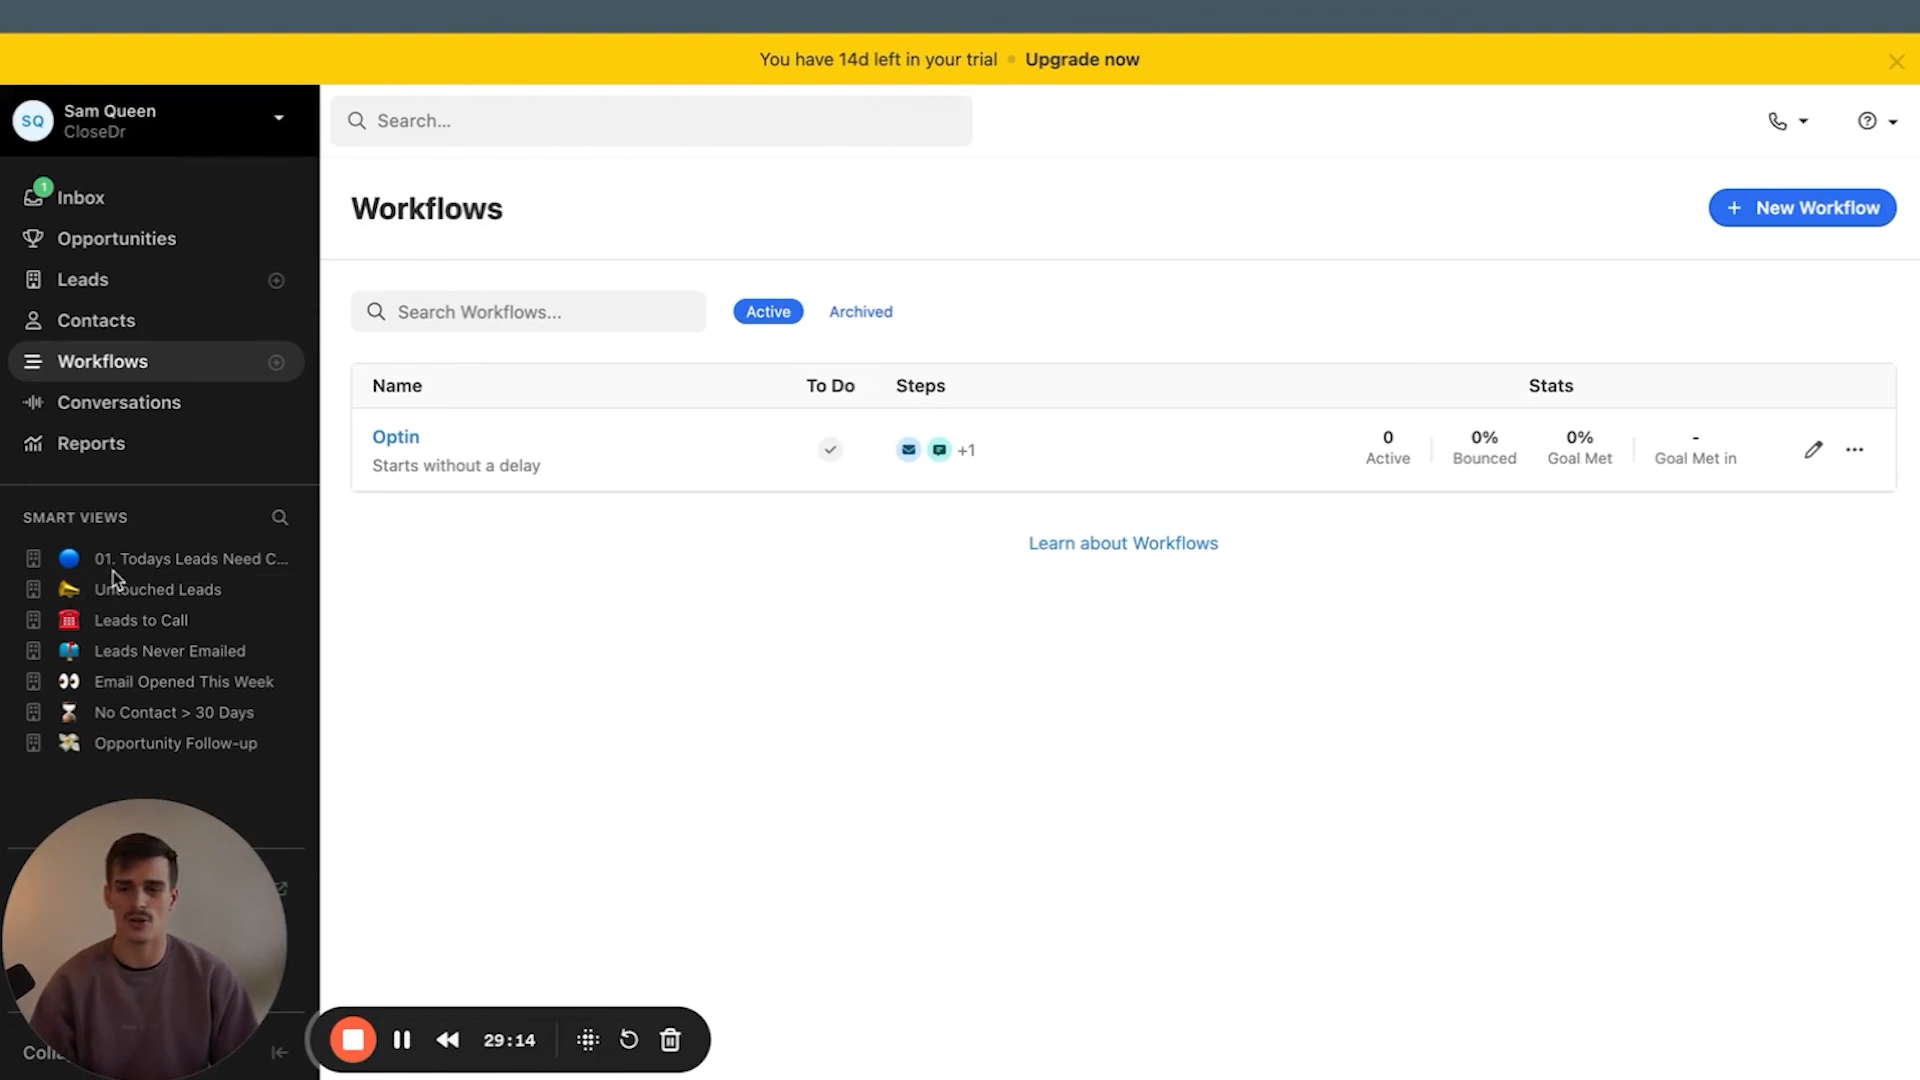 You have 14d left in your trial • Upgrade now
SQ
Sam Queen
CloseDr
Search...
1
Inbox
Opportunities
Leads
Contacts
Workflows
Conversations
Reports
SMART VIEWS
01. Todays Leads Need C...
Untouched Leads
Leads to Call
Leads Never Emailed
Email Opened This Week
No Contact > 30 Days
Opportunity Follow-up
Workflows
+ New Workflow
Search Workflows...
Active
Archived
Name
To Do
Steps
Stats
Optin
Starts without a delay
+1
0
Active
0%
Bounced
0%
Goal Met
-
Goal Met in
Learn about Workflows
29:14